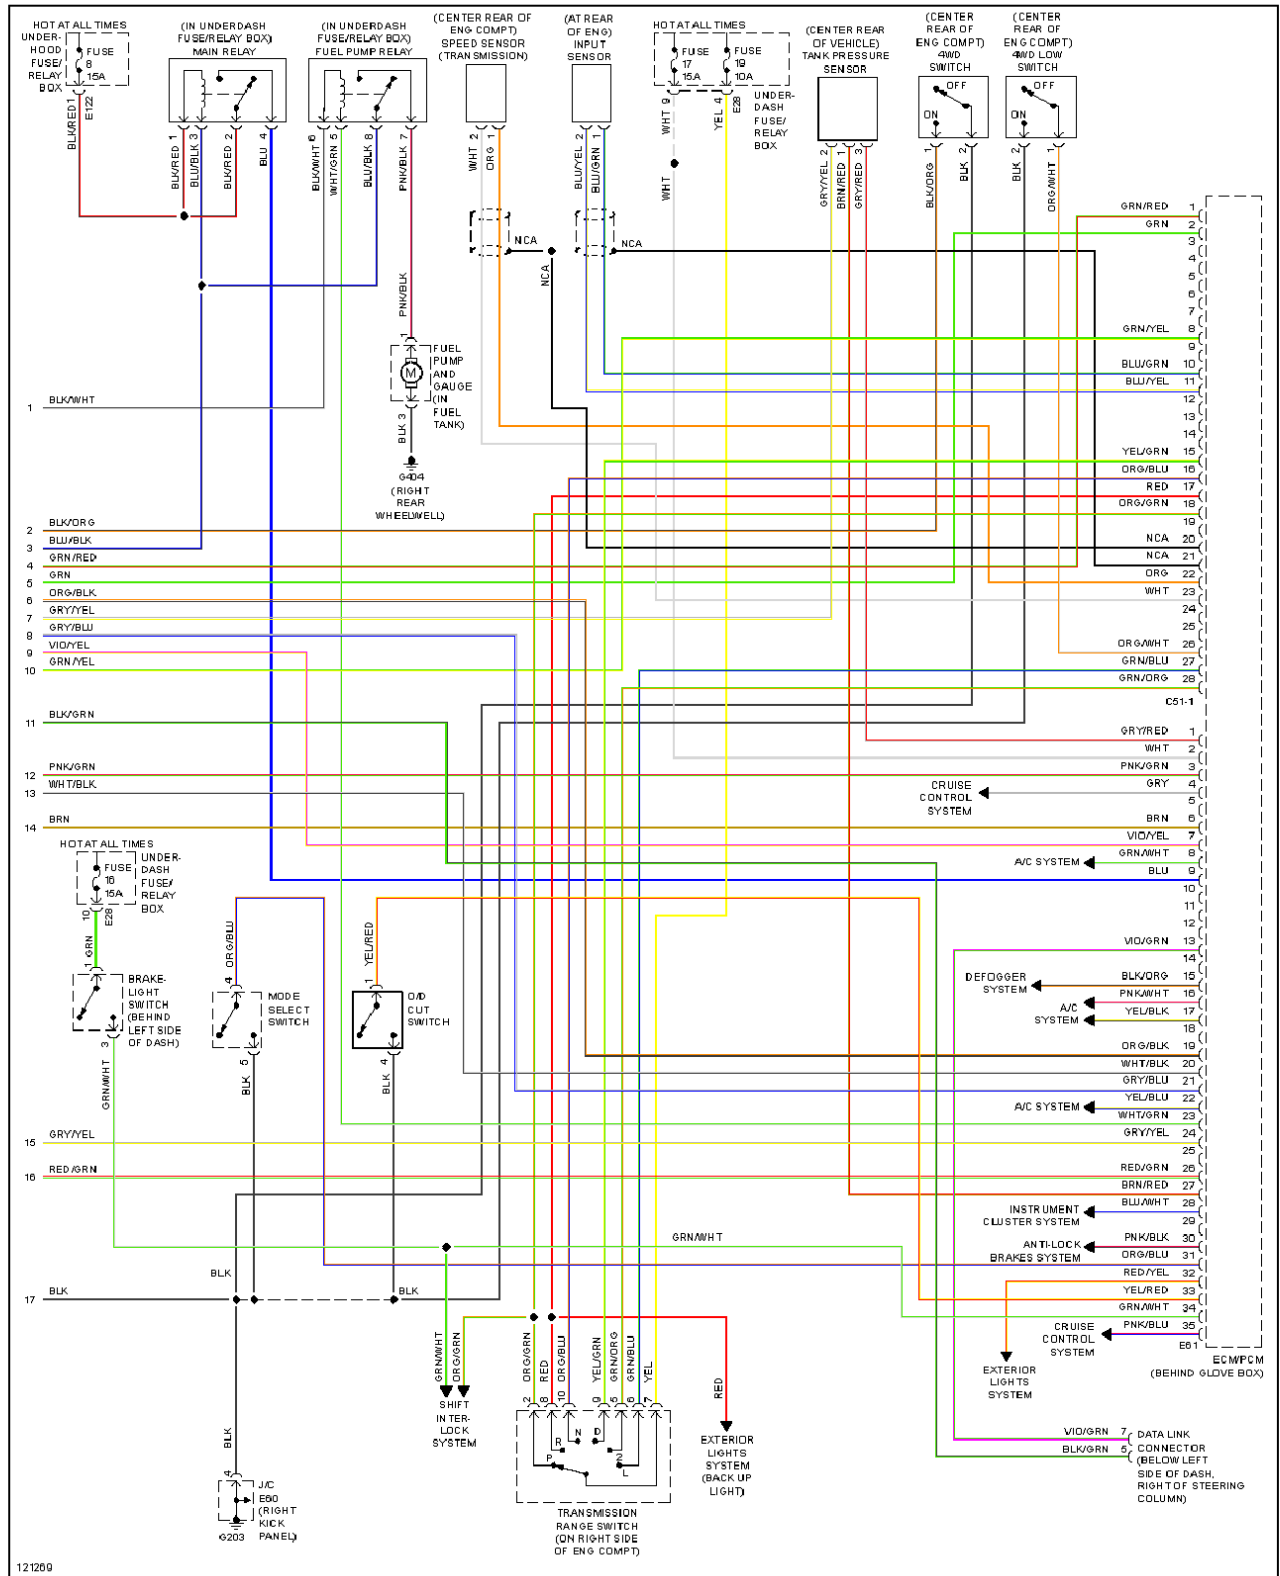 HOT AT ALL TIMES
UNDER-
HOOD
FUSE/
RELAY
BOX
FUSE
8
15A
BLK/RED
1
E122
(IN UNDERDASH
FUSE/RELAY BOX)
MAIN RELAY
BLK/RED 1
BLU/BLK 3
BLK/RED 2
BLU 4
(IN UNDERDASH
FUSE/RELAY BOX)
FUEL PUMP RELAY
BLK/WHT 6
WHT/GRN 5
BLU/BLK 8
PNK/BLK 7
PNK/BLK
1
FUEL
PUMP
AND
GAUGE
(IN
FUEL
TANK)
M
BLK 3
G404
(RIGHT
REAR
WHEELWELL)
(CENTER REAR OF
ENG COMPT)
SPEED SENSOR
(TRANSMISSION)
WHT 2
ORG 1
NCA
NCA
(AT REAR
OF ENG)
INPUT
SENSOR
BLU/YEL 2
BLU/GRN 1
NCA
HOT AT ALL TIMES
FUSE
17
15A
FUSE
19
10A
WHT 9
YEL 4
E28
UNDER-
DASH
FUSE/
RELAY
BOX
WHT
(CENTER REAR
OF VEHICLE)
TANK PRESSURE
SENSOR
GRY/YEL 2
BRN/RED 1
GRY/RED 3
(CENTER
REAR OF
ENG COMPT)
4WD
SWITCH
OFF
ON
BLK/ORG 1
BLK 2
(CENTER
REAR OF
ENG COMPT)
4WD LOW
SWITCH
OFF
ON
BLK 2
ORG/WHT 1
GRN/RED 1
GRN 2
3
4
5
6
7
GRN/YEL 8
9
BLU/GRN 10
BLU/YEL 11
12
13
14
YEL/GRN 15
ORG/BLU 16
RED 17
ORG/GRN 18
19
NCA 20
NCA 21
ORG 22
WHT 23
24
25
ORG/WHT 26
GRN/BLU 27
GRN/ORG 28
C51-1
GRY/RED 1
WHT 2
PNK/GRN 3
GRY 4
5
BRN 6
VIO/YEL 7
GRN/WHT 8
BLU 9
10
11
12
VIO/GRN 13
14
BLK/ORG 15
PNK/WHT 16
YEL/BLK 17
18
ORG/BLK 19
WHT/BLK 20
GRY/BLU 21
YEL/BLU 22
WHT/GRN 23
GRY/YEL 24
25
RED/GRN 26
BRN/RED 27
BLU/WHT 28
29
PNK/BLK 30
ORG/BLU 31
RED/YEL 32
YEL/RED 33
GRN/WHT 34
PNK/BLU 35
E61
ECM/PCM
(BEHIND GLOVE BOX)
1 BLK/WHT
2 BLK/ORG
3 BLU/BLK
4 GRN/RED
5 GRN
6 ORG/BLK
7 GRY/YEL
8 GRY/BLU
9 VIO/YEL
10 GRN/YEL
11 BLK/GRN
12 PNK/GRN
13 WHT/BLK
14 BRN
15 GRY/YEL
16 RED/GRN
17 BLK
CRUISE
CONTROL
SYSTEM
A/C SYSTEM
DEFOGGER
SYSTEM
A/C
SYSTEM
A/C SYSTEM
INSTRUMENT
CLUSTER SYSTEM
ANTI-LOCK
BRAKES SYSTEM
CRUISE
CONTROL
SYSTEM
EXTERIOR
LIGHTS
SYSTEM
HOT AT ALL TIMES
FUSE
16
15A
UNDER-
DASH
FUSE/
RELAY
BOX
10
E28
GRN
1
BRAKE-
LIGHT
SWITCH
(BEHIND
LEFT SIDE
OF DASH)
3
GRN/WHT
ORG/BLU
4
MODE
SELECT
SWITCH
5
BLK
YEL/RED
1
O/D
CUT
SWITCH
4
BLK
BLK
BLK
GRN/WHT
GRN/WHT
ORG/GRN
SHIFT
INTER-
LOCK
SYSTEM
ORG/GRN 2
RED 8
ORG/BLU 10
YEL/GRN 9
GRN/ORG 5
GRN/BLU 6
YEL 7
P
R
N
D
2
L
TRANSMISSION
RANGE SWITCH
(ON RIGHT SIDE
OF ENG COMPT)
RED
EXTERIOR
LIGHTS
SYSTEM
(BACK UP
LIGHT)
VIO/GRN 7
BLK/GRN 5
DATA LINK
CONNECTOR
(BELOW LEFT
SIDE OF DASH,
RIGHT OF STEERING
COLUMN)
BLK
4
J/C
E60
(RIGHT
KICK
PANEL)
G203
121269